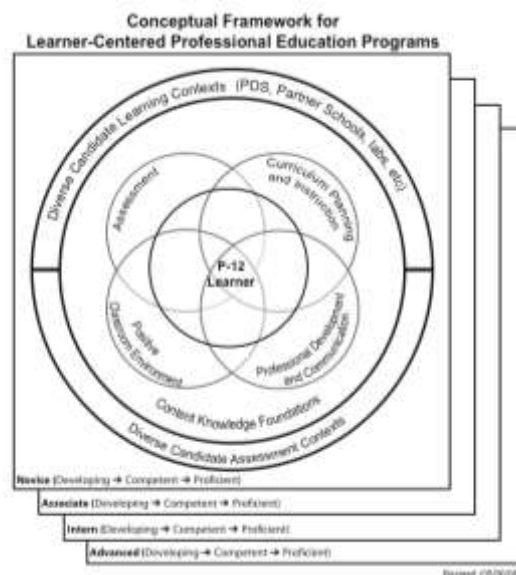 Conceptual Framework for
Learner-Centered Professional Education Programs
Diverse Candidate Learning Contexts (PDS, Partner Schools, labs, etc)
Assessment
Curriculum Planning
and Instruction
P-12
Learner
Positive
Classroom Environment
Professional Development
and Communication
Content Knowledge Foundations
Diverse Candidate Assessment Contexts
Novice (Developing → Competent → Proficient)
Associate (Developing → Competent → Proficient)
Intern (Developing → Competent → Proficient)
Advanced (Developing → Competent → Proficient)
Revised